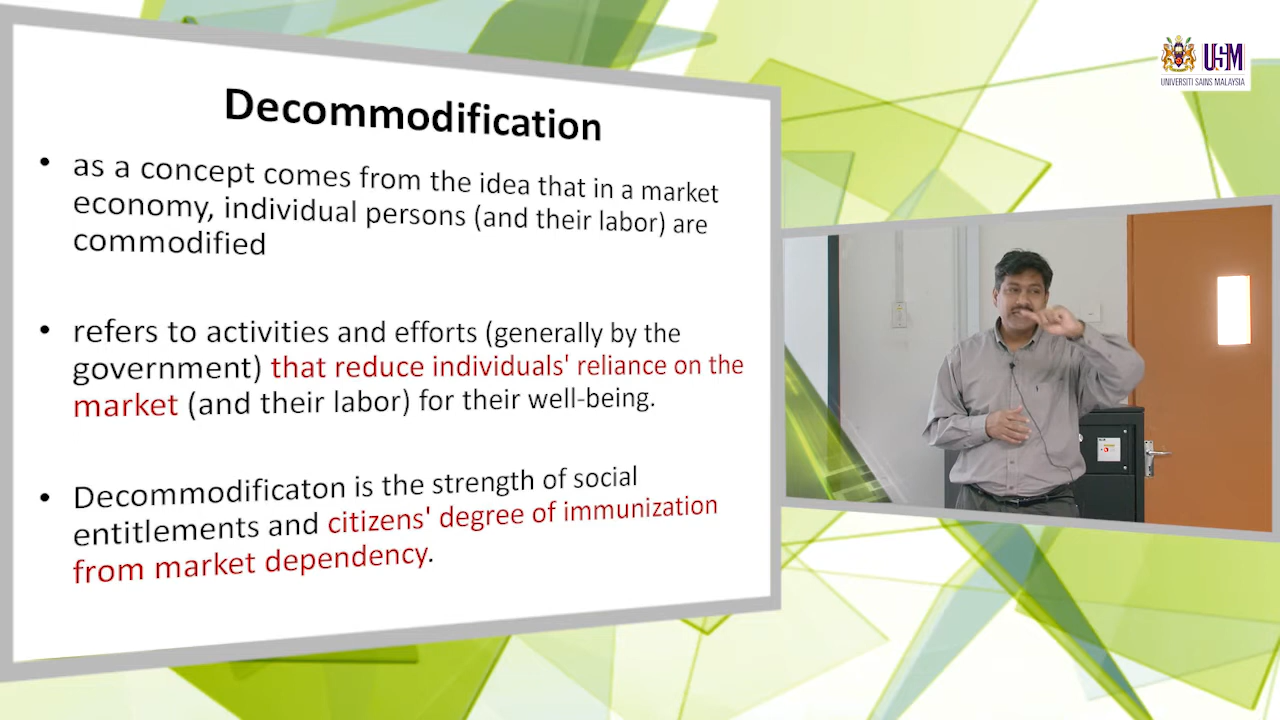 Decommodification
• as a concept comes from the idea that in a market
economy, individual persons (and their labor) are
commodified
• refers to activities and efforts (generally by the
government) that reduce individuals' reliance on the
market (and their labor) for their well-being.
• Decommodificaton is the strength of social
entitlements and citizens' degree of immunization
from market dependency.
USM
UNIVERSITI SAINS MALAYSIA